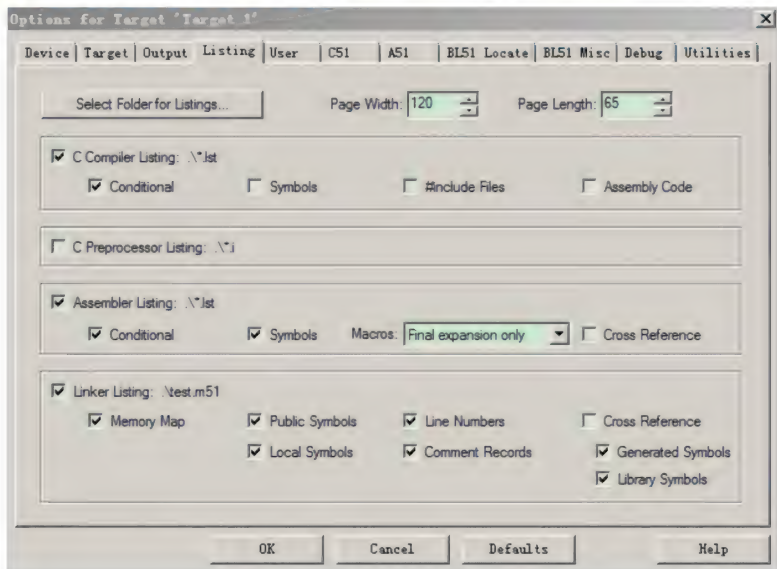 Options for Target 'Target 1'
Device Target Output Listing User C51 A51 BL51 Locate BL51 Misc Debug Utilities
Select Folder for Listings... Page Width: 120 Page Length: 65
C Compiler Listing: .\*.lst
Conditional Symbols #Include Files Assembly Code
C Preprocessor Listing: .\*.i
Assembler Listing: .\*.lst
Conditional Symbols Macros: Final expansion only Cross Reference
Linker Listing: .\test.m51
Memory Map Public Symbols Line Numbers Cross Reference
Local Symbols Comment Records Generated Symbols
Library Symbols
OK Cancel Defaults Help